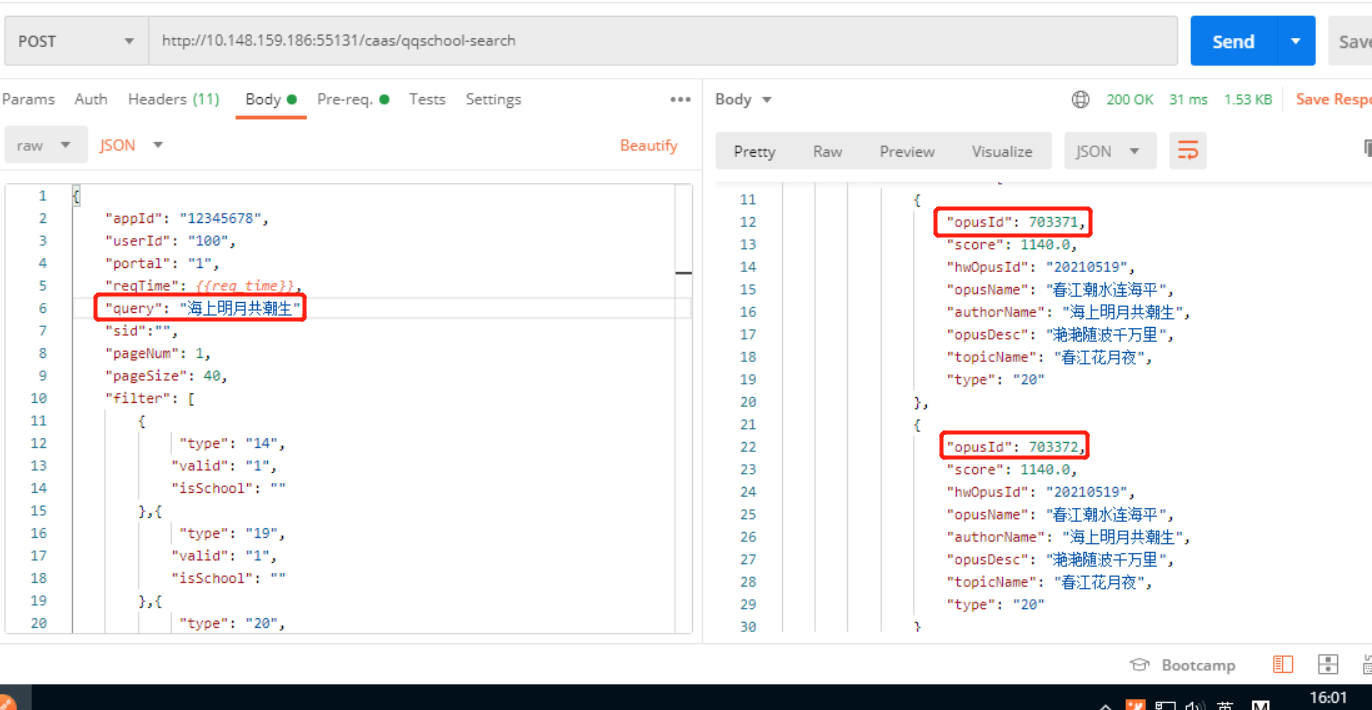 POST
http://10.148.159.186:55131/caas/qqschool-search
Send
Save
Params Auth Headers (11) Body Pre-req. Tests Settings
raw JSON Beautify
1 {
2 "appId": "12345678",
3 "userId": "100",
4 "portal": "1",
5 "reqTime": {{req_time}},
6 "query": "海上明月共潮生"
7 "sid":"",
8 "pageNum": 1,
9 "pageSize": 40,
10 "filter": [
11 {
12 "type": "14",
13 "valid": "1",
14 "isSchool": ""
15 },{
16 "type": "19",
17 "valid": "1",
18 "isSchool": ""
19 },{
20 "type": "20",
Body 200 OK 31 ms 1.53 KB Save Respo
Pretty Raw Preview Visualize JSON
11 {
12 "opusId": 703371,
13 "score": 1140.0,
14 "hwOpusId": "20210519",
15 "opusName": "春江潮水连海平",
16 "authorName": "海上明月共潮生",
17 "opusDesc": "滟滟随波千万里",
18 "topicName": "春江花月夜",
19 "type": "20"
20 },
21 {
22 "opusId": 703372,
23 "score": 1140.0,
24 "hwOpusId": "20210519",
25 "opusName": "春江潮水连海平",
26 "authorName": "海上明月共潮生",
27 "opusDesc": "滟滟随波千万里",
28 "topicName": "春江花月夜",
29 "type": "20"
30 }
Bootcamp
英
16:01